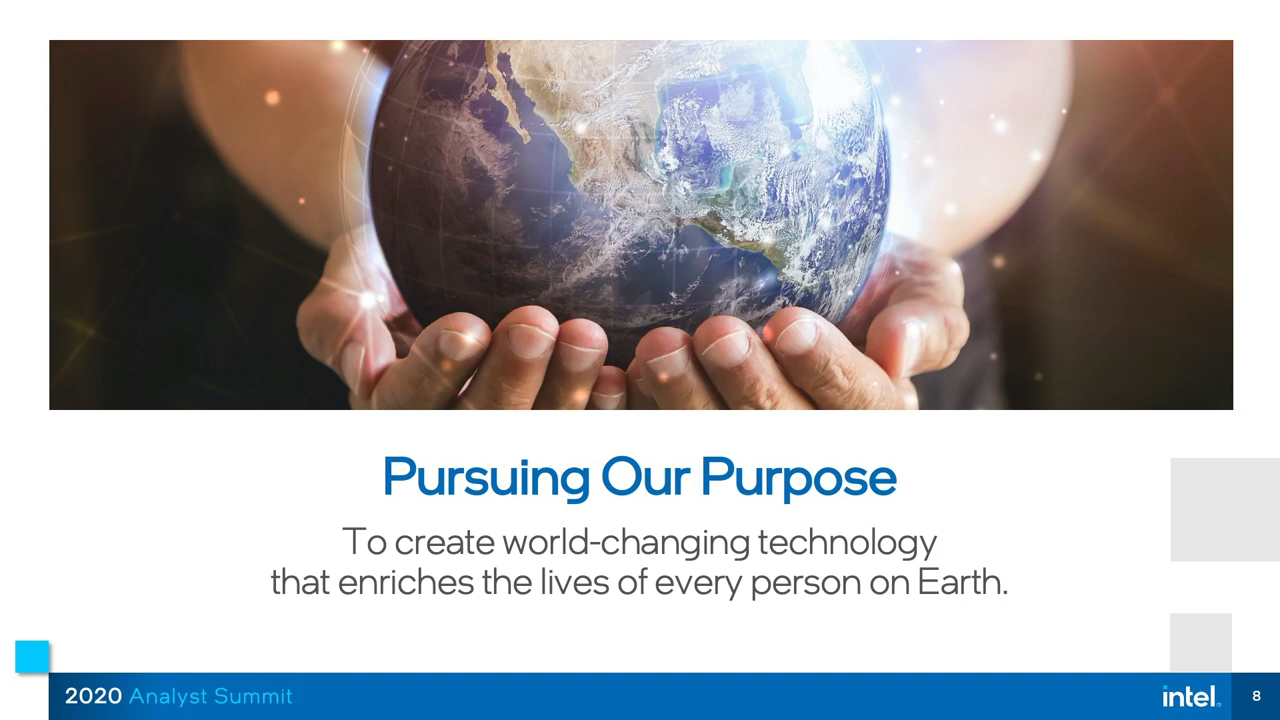 Pursuing Our Purpose
To create world-changing technology
that enriches the lives of every person on Earth.
2020 Analyst Summit
intel.
8